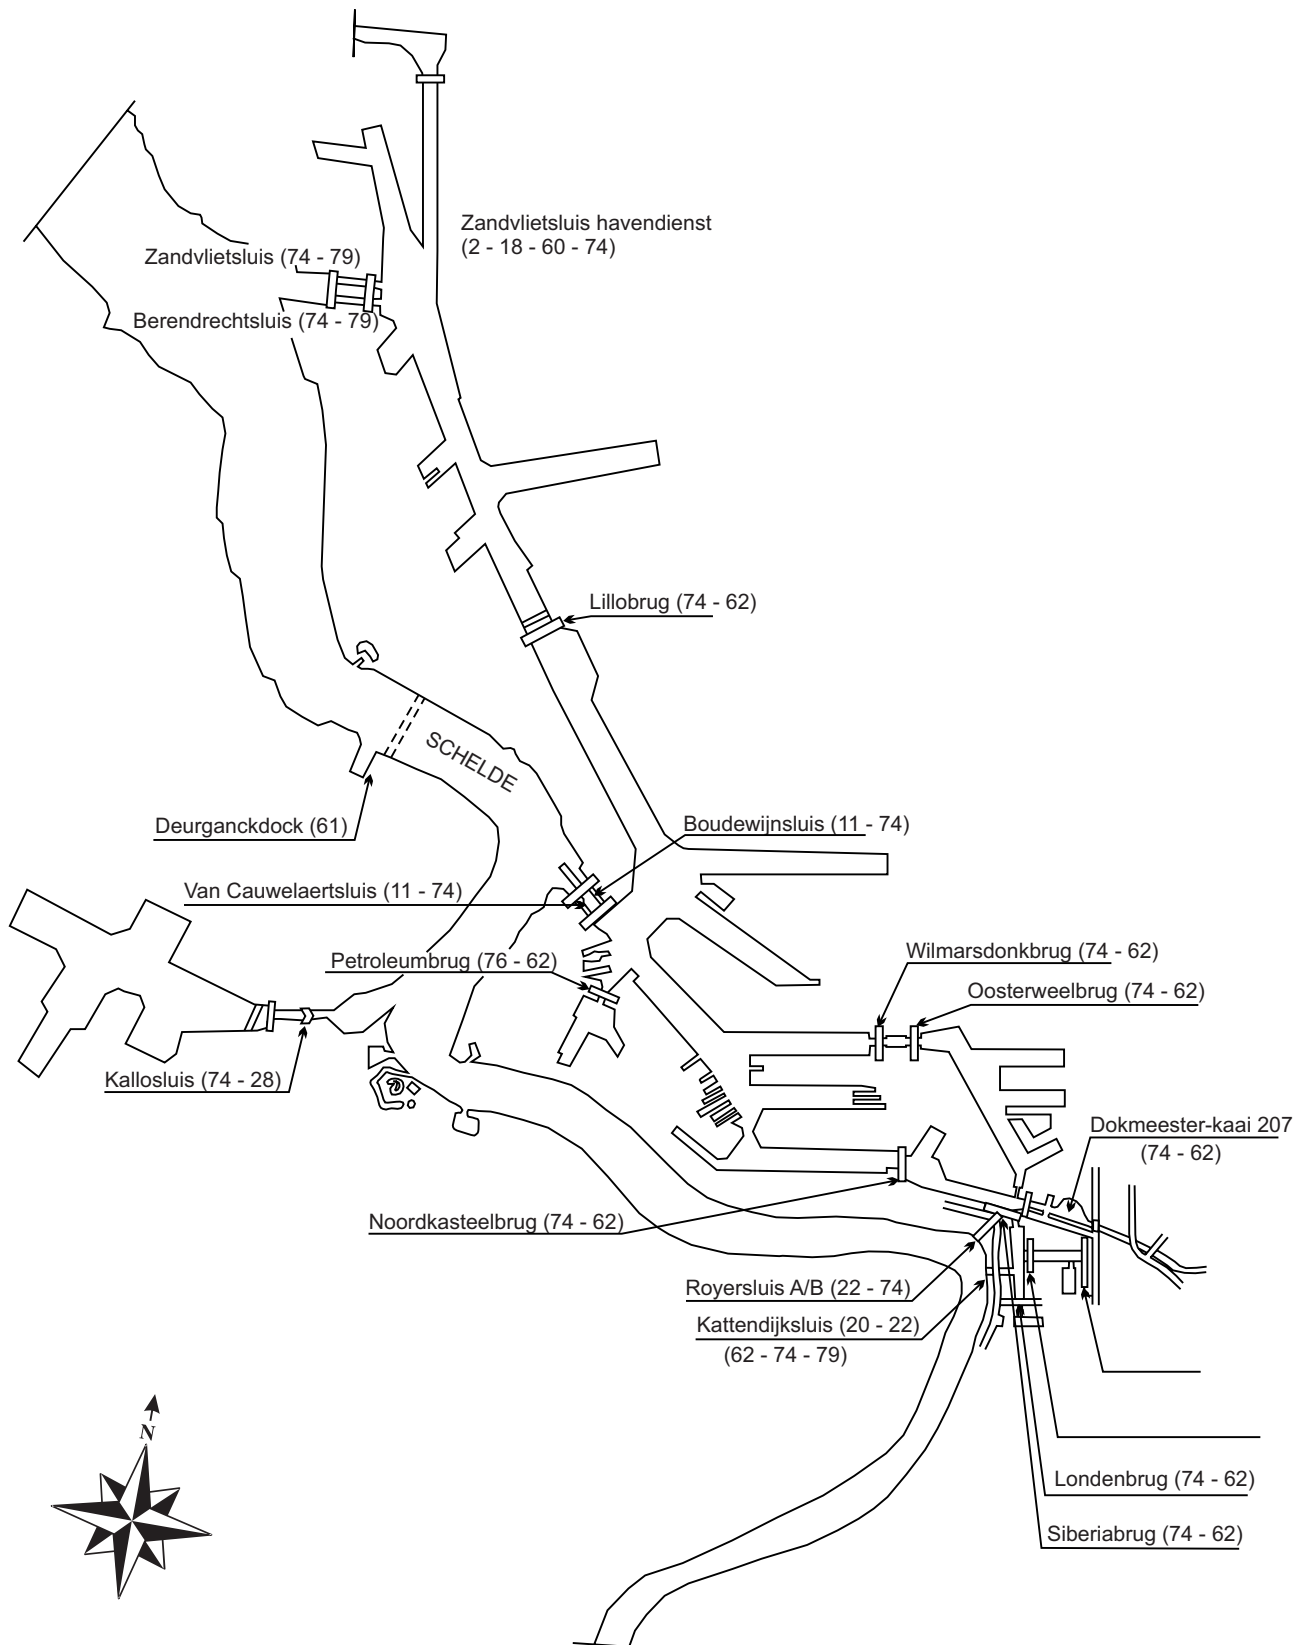 Zandvlietsluis havendienst
(2 - 18 - 60 - 74)
Zandvlietsluis (74 - 79)
Berendrechtsluis (74 - 79)
Lillobrug (74 - 62)
SCHELDE
Deurganckdock (61)
Boudewijnsluis (11 - 74)
Van Cauwelaertsluis (11 - 74)
Petroleumbrug (76 - 62)
Wilmarsdonkbrug (74 - 62)
Oosterweelbrug (74 - 62)
Kallosluis (74 - 28)
Dokmeester-kaai 207
(74 - 62)
Noordkasteelbrug (74 - 62)
Royersluis A/B (22 - 74)
Kattendijksluis (20 - 22)
(62 - 74 - 79)
N
Londenbrug (74 - 62)
Siberiabrug (74 - 62)